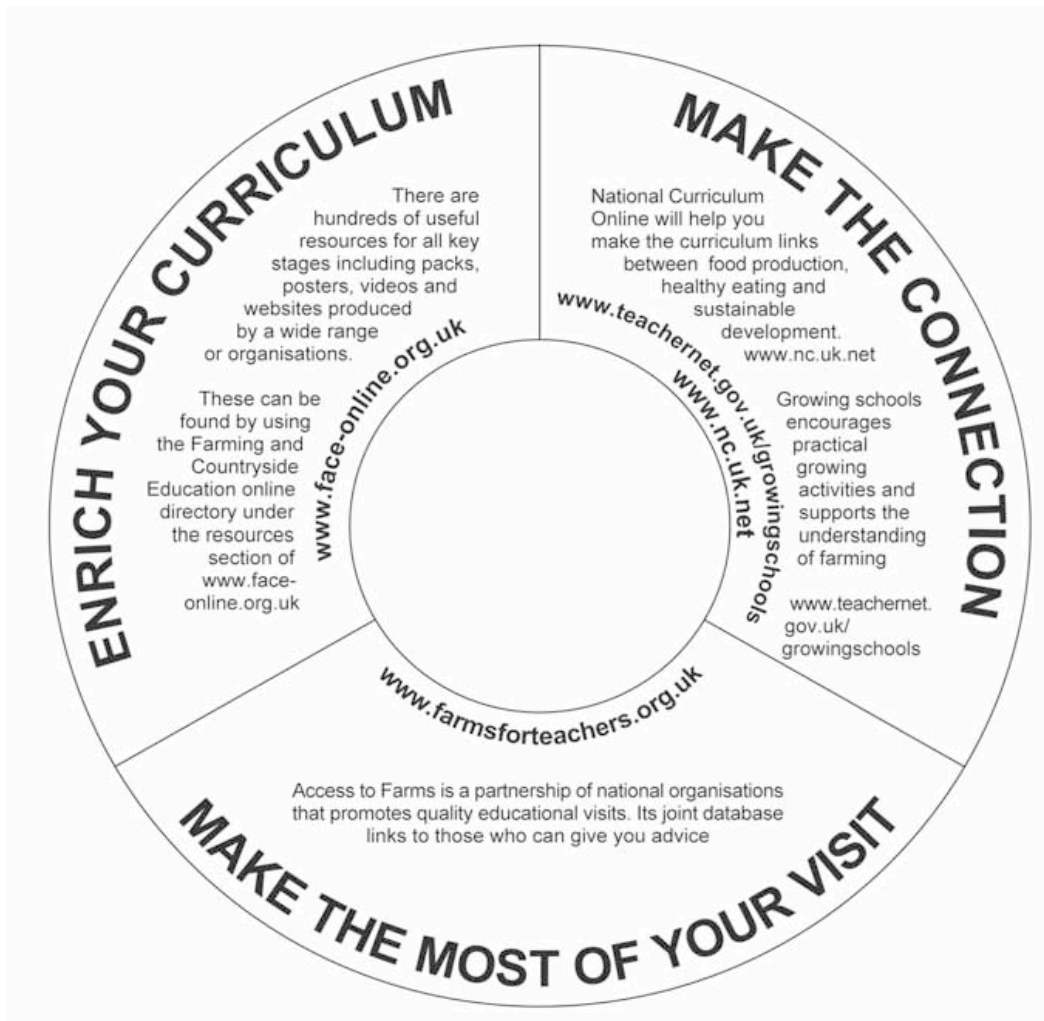 ENRICH YOUR CURRICULUM
There are
hundreds of useful
resources for all key
stages including packs,
posters, videos and
websites produced
by a wide range
or organisations.
These can be
found by using
the Farming and
Countryside
Education online
directory under
the resources
section of
www.face-
online.org.uk
www.face-online.org.uk
MAKE THE CONNECTION
National Curriculum
Online will help you
make the curriculum links
between food production,
healthy eating and
sustainable
development.
www.nc.uk.net
Growing schools
encourages
practical
growing
activities and
supports the
understanding
of farming
www.teachernet.
gov.uk/
growingschools
www.teachernet.gov.uk/growingschools
www.nc.uk.net
www.farmsforteachers.org.uk
Access to Farms is a partnership of national organisations
that promotes quality educational visits. Its joint database
links to those who can give you advice
MAKE THE MOST OF YOUR VISIT